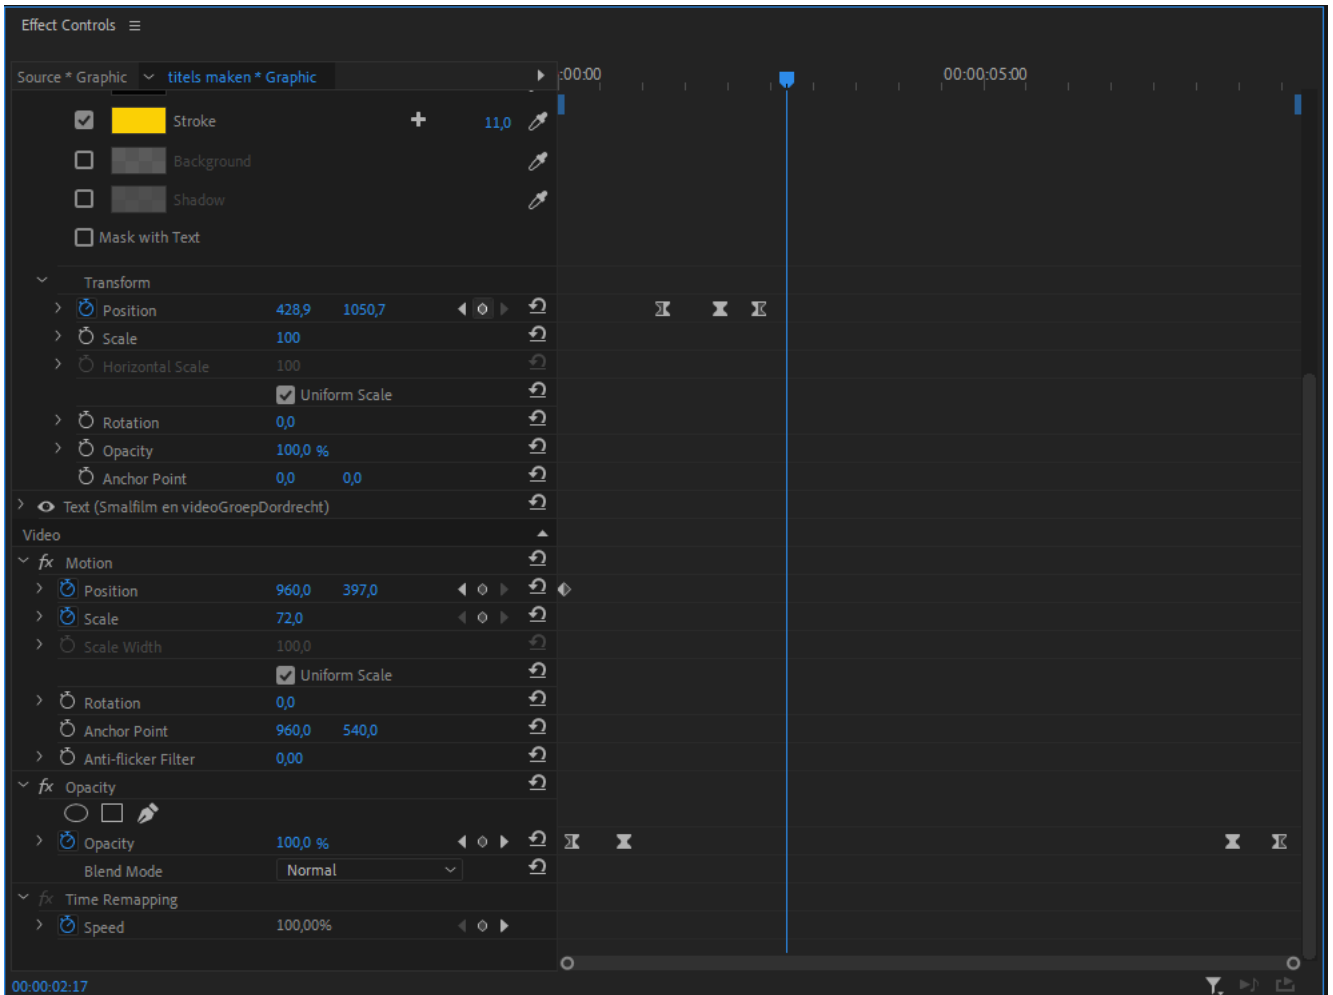 Effect Controls
Source * Graphic titels maken * Graphic :00:00 00:00:05:00
Stroke 11,0
Background
Shadow
Mask with Text
Transform
Position 428,9 1050,7
Scale 100
Horizontal Scale 100
Uniform Scale
Rotation 0,0
Opacity 100,0 %
Anchor Point 0,0 0,0
Text (Smalfilm en videoGroepDordrecht)
Video
fx Motion
Position 960,0 397,0
Scale 72,0
Scale Width 100,0
Uniform Scale
Rotation 0,0
Anchor Point 960,0 540,0
Anti-flicker Filter 0,00
fx Opacity
Opacity 100,0 %
Blend Mode Normal
fx Time Remapping
Speed 100,00%
00:00:02:17